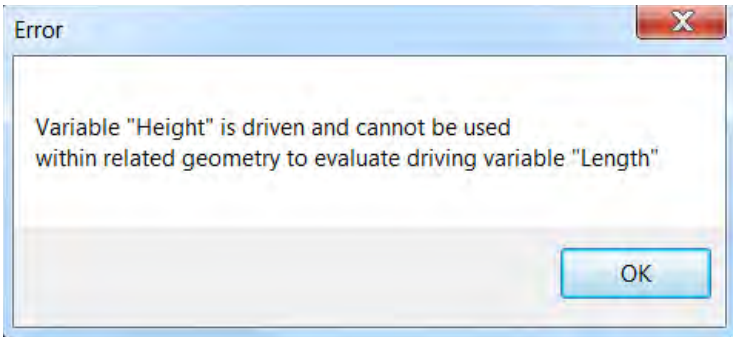 Error
Variable "Height" is driven and cannot be used
within related geometry to evaluate driving variable "Length"
OK